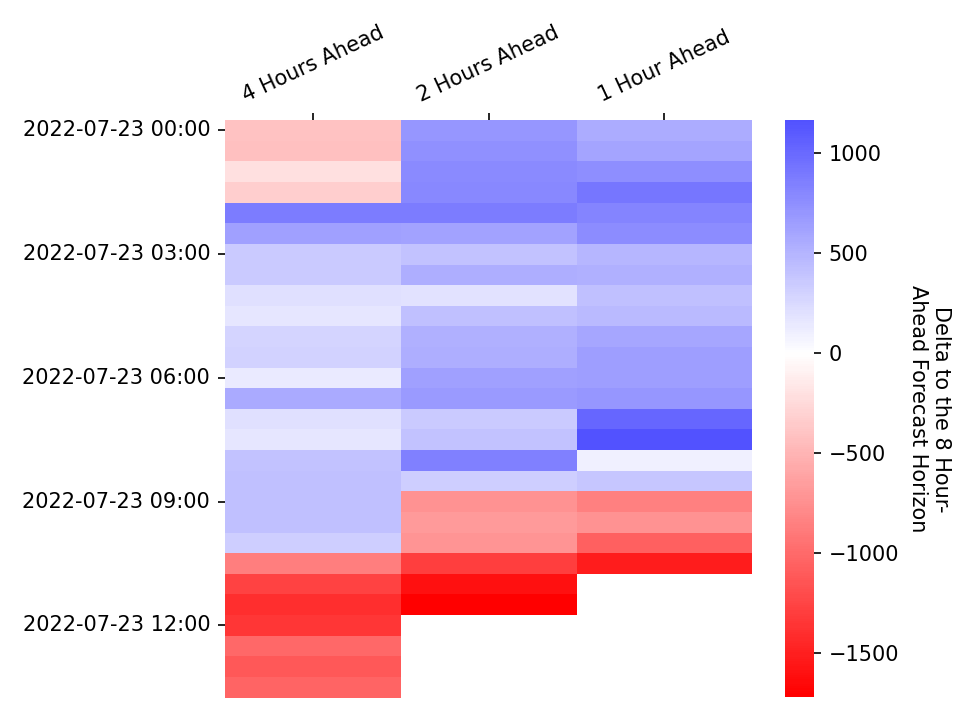 4 Hours Ahead
2 Hours Ahead
1 Hour Ahead
2022-07-23 00:00
2022-07-23 03:00
2022-07-23 06:00
2022-07-23 09:00
2022-07-23 12:00
1000
500
0
−500
−1000
−1500
Delta to the 8 Hour-
Ahead Forecast Horizon